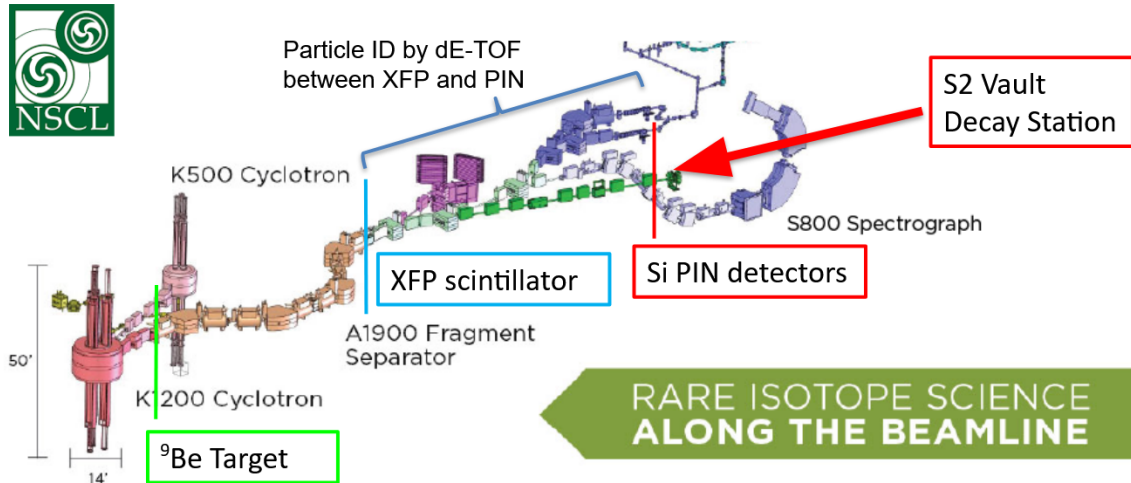 NSCL
Particle ID by dE-TOF
between XFP and PIN
S2 Vault
Decay Station
K500 Cyclotron
S800 Spectrograph
XFP scintillator
Si PIN detectors
A1900 Fragment
Separator
50'
K1200 Cyclotron
⁹Be Target
14'
RARE ISOTOPE SCIENCE
ALONG THE BEAMLINE